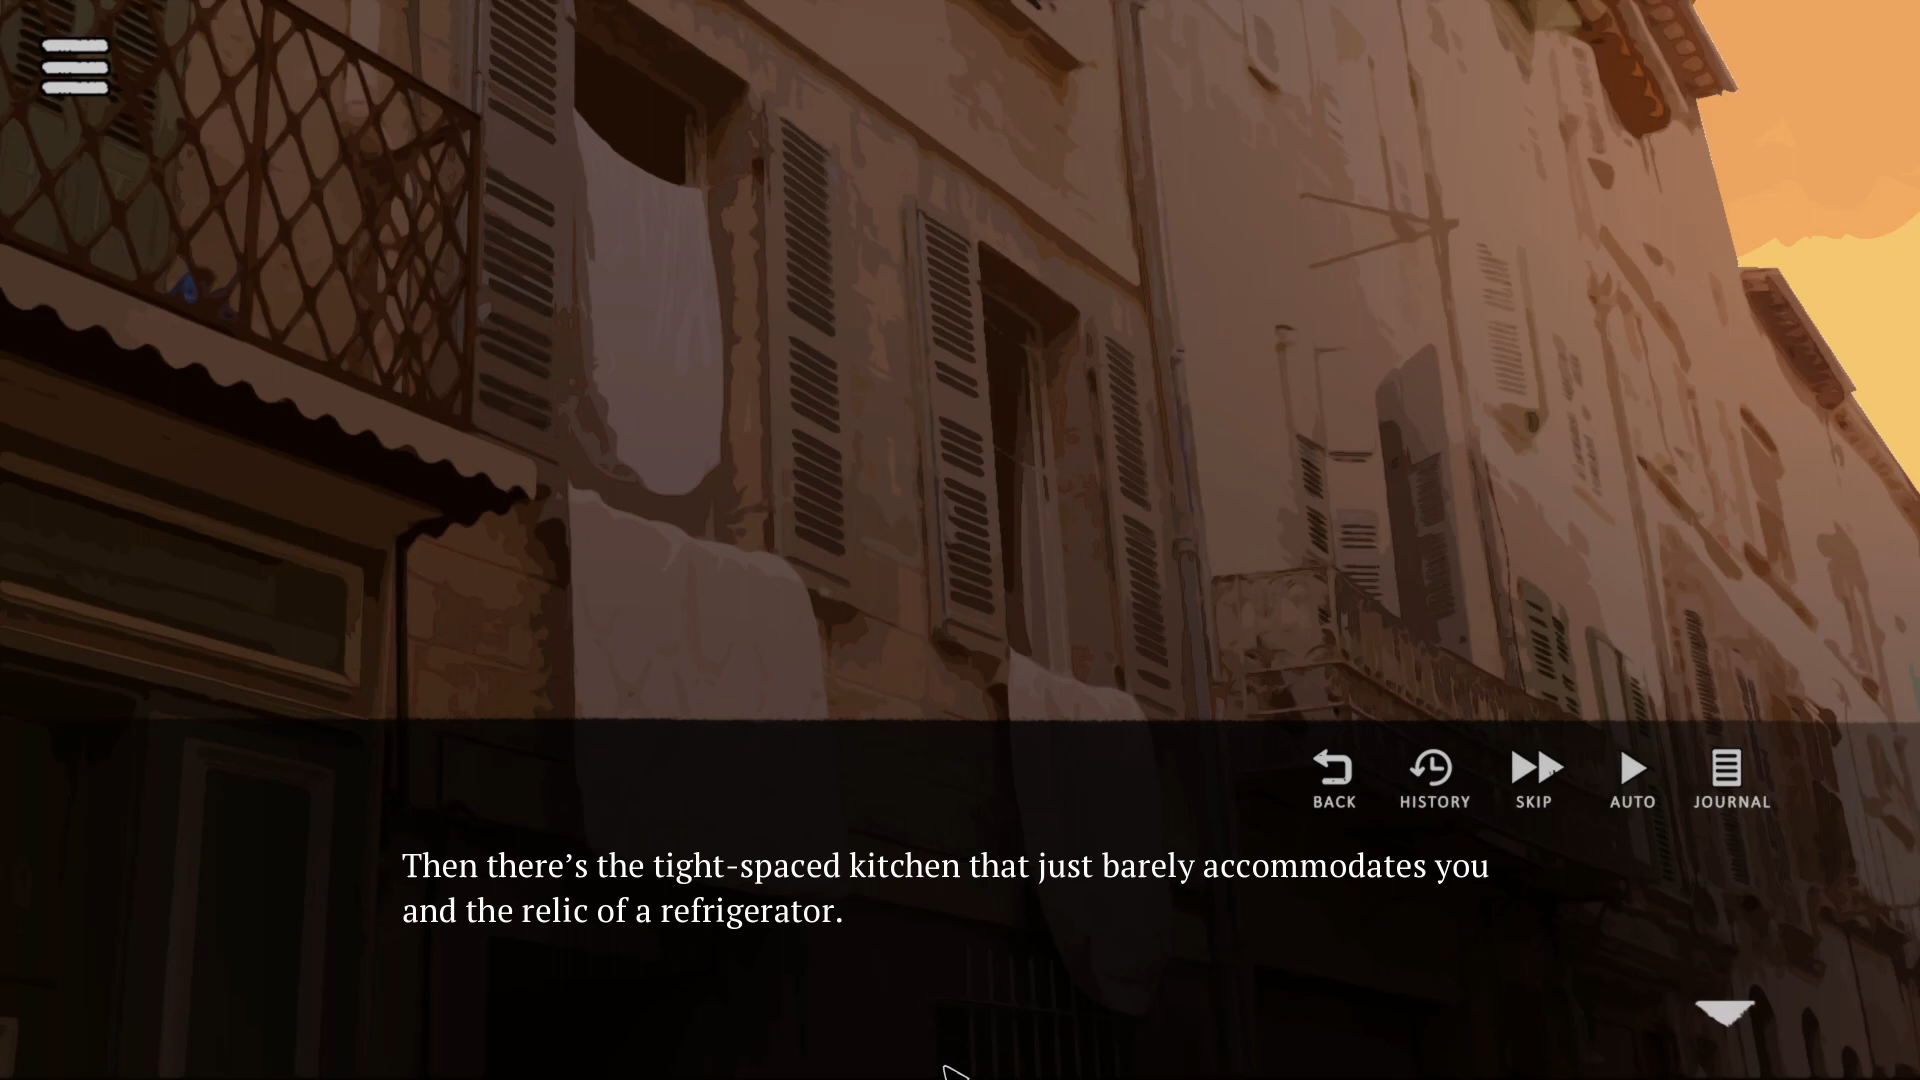 BACK
HISTORY
SKIP
AUTO
JOURNAL
Then there’s the tight-spaced kitchen that just barely accommodates you
and the relic of a refrigerator.